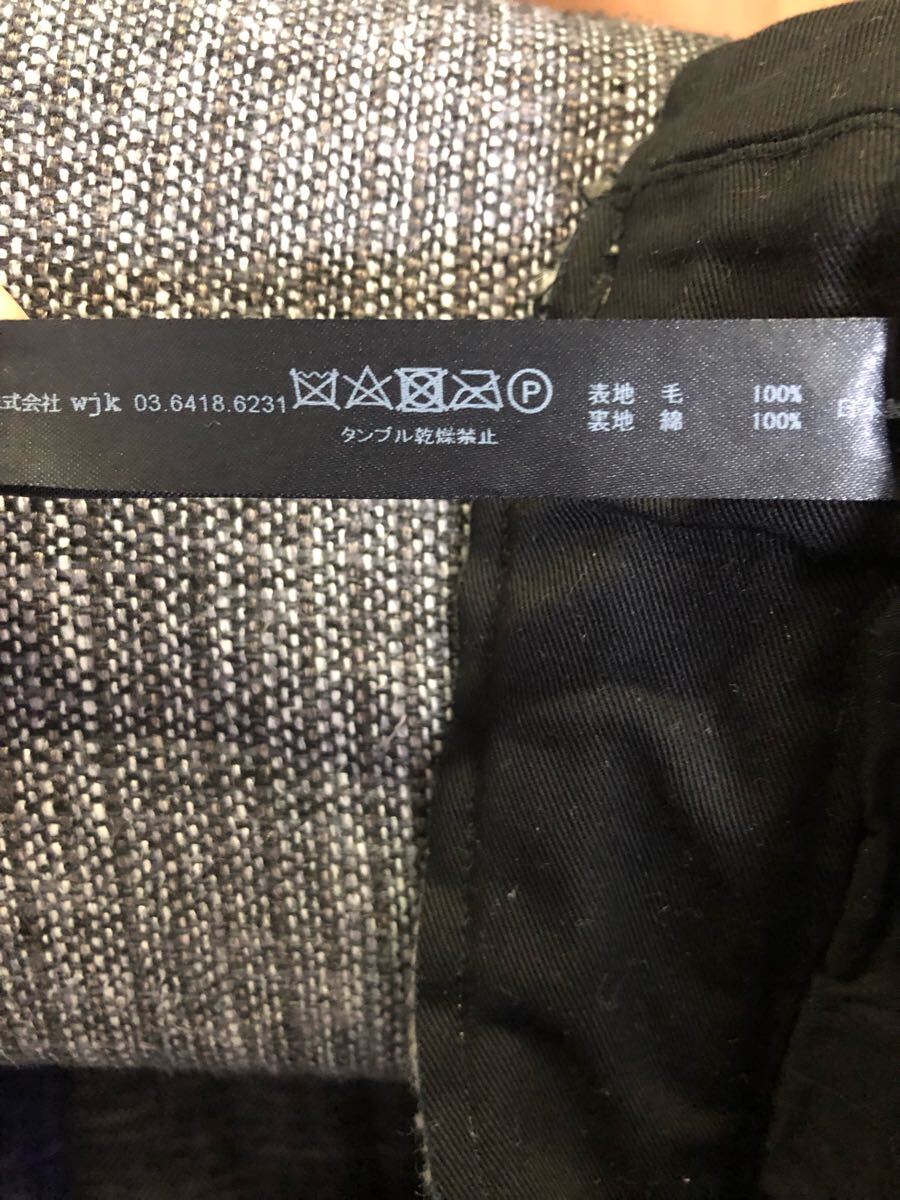 式会社 wjk 03.6418.6231 P 表地 毛 100%
裏地 綿 100%
タンブル乾燥禁止